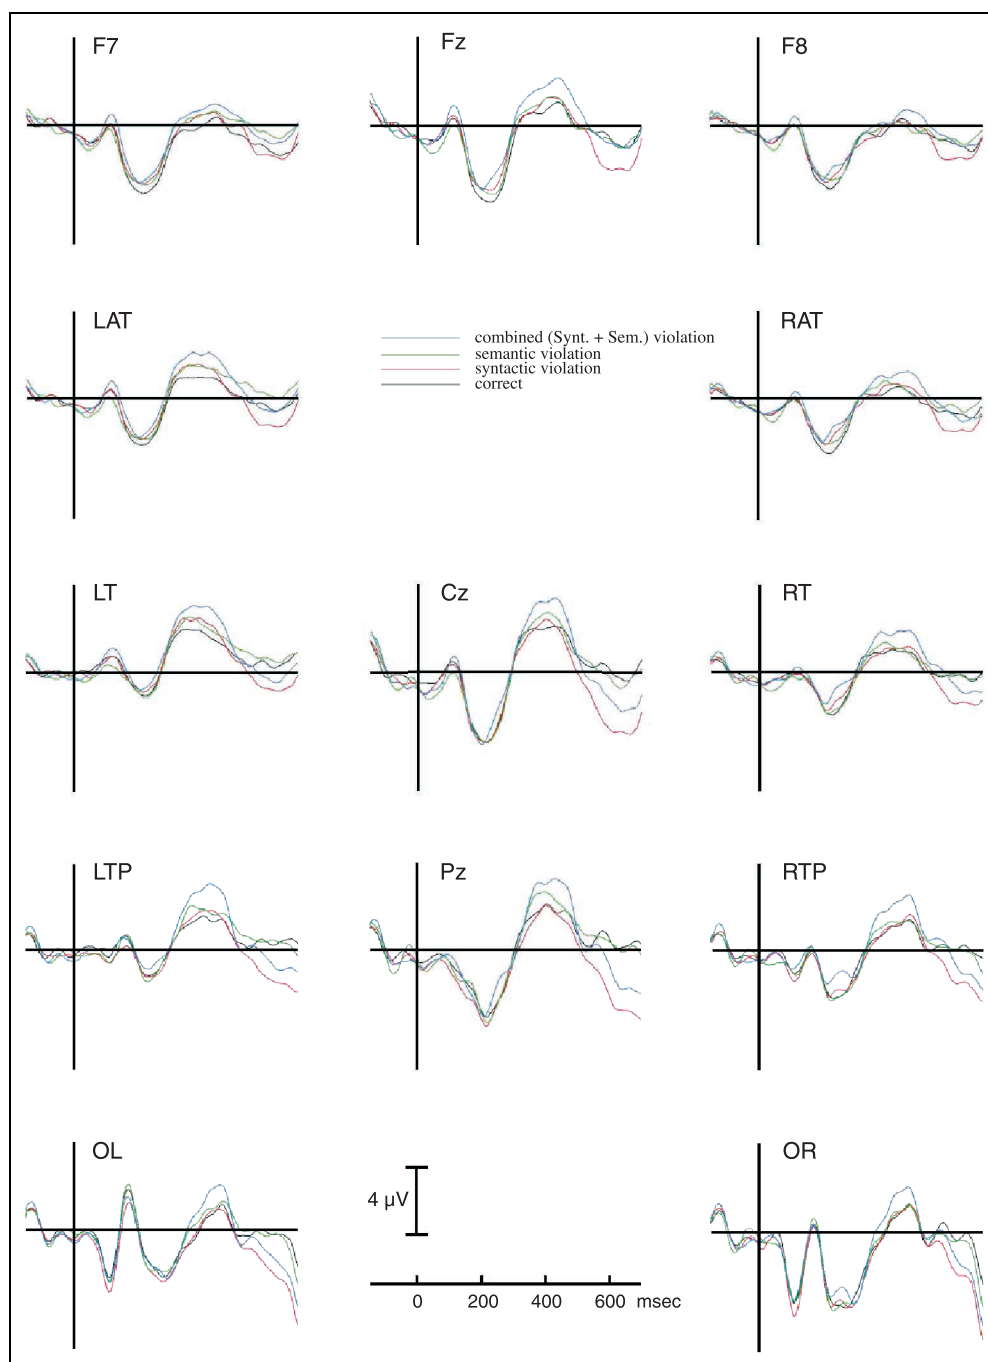 F7
Fz
F8
LAT
RAT
combined (Synt. + Sem.) violation
semantic violation
syntactic violation
correct
LT
Cz
RT
LTP
Pz
RTP
OL
OR
4 µV
0 200 400 600 msec